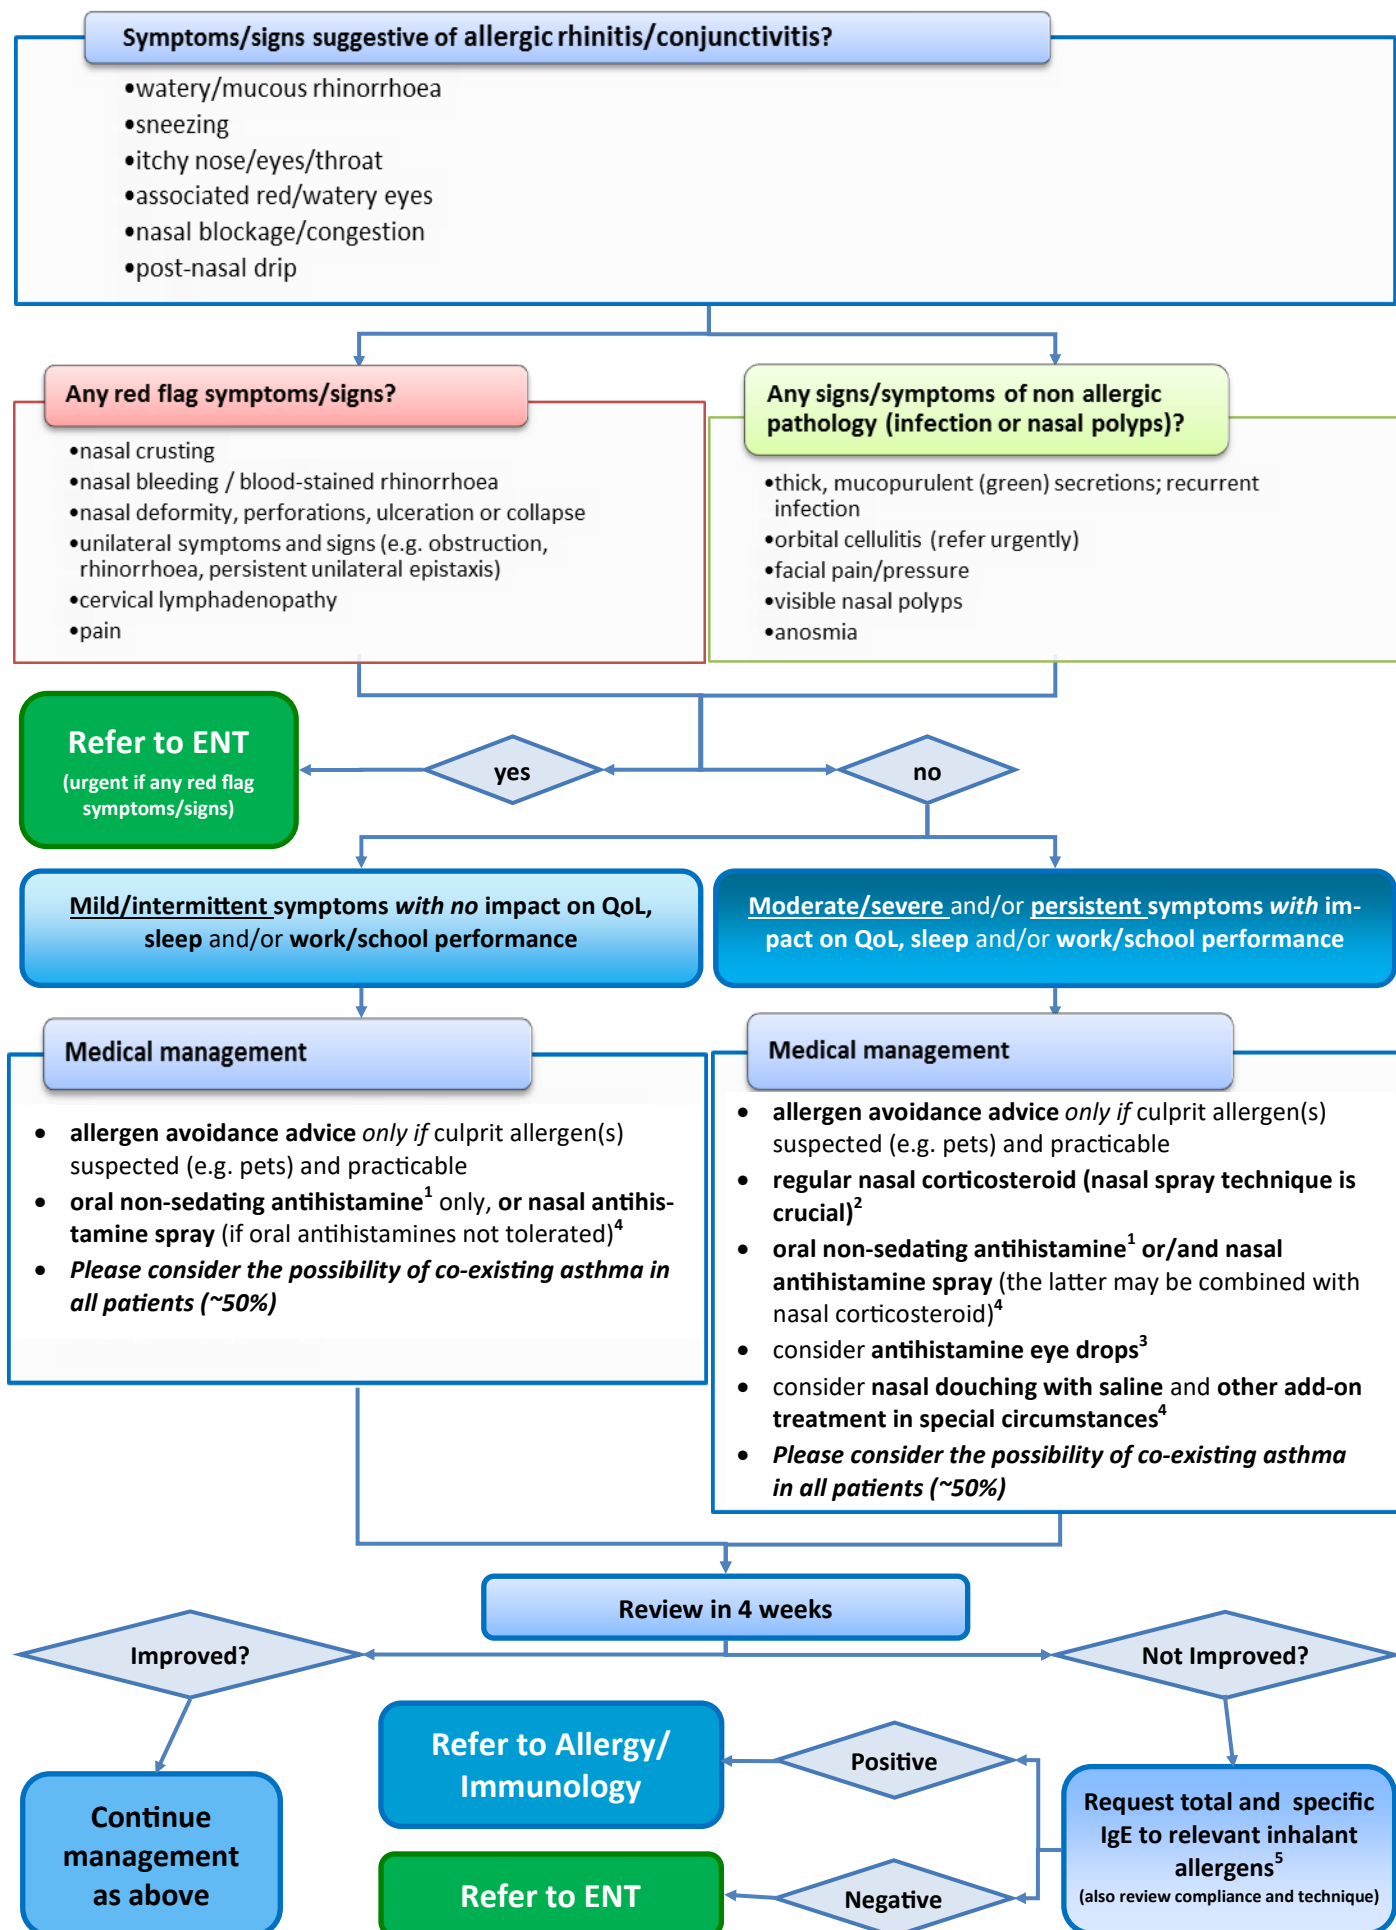 Symptoms/signs suggestive of allergic rhinitis/conjunctivitis?
•watery/mucous rhinorrhoea
•sneezing
•itchy nose/eyes/throat
•associated red/watery eyes
•nasal blockage/congestion
•post-nasal drip
Any red flag symptoms/signs?
•nasal crusting
•nasal bleeding / blood-stained rhinorrhoea
•nasal deformity, perforations, ulceration or collapse
•unilateral symptoms and signs (e.g. obstruction,
rhinorrhoea, persistent unilateral epistaxis)
•cervical lymphadenopathy
•pain
Any signs/symptoms of non allergic
pathology (infection or nasal polyps)?
•thick, mucopurulent (green) secretions; recurrent
infection
•orbital cellulitis (refer urgently)
•facial pain/pressure
•visible nasal polyps
•anosmia
Refer to ENT
(urgent if any red flag
symptoms/signs)
yes
no
Mild/intermittent symptoms with no impact on QoL,
sleep and/or work/school performance
Moderate/severe and/or persistent symptoms with im-
pact on QoL, sleep and/or work/school performance
Medical management
• allergen avoidance advice only if culprit allergen(s)
suspected (e.g. pets) and practicable
• oral non-sedating antihistamine1 only, or nasal antihis-
tamine spray (if oral antihistamines not tolerated)4
• Please consider the possibility of co-existing asthma in
all patients (~50%)
Medical management
• allergen avoidance advice only if culprit allergen(s)
suspected (e.g. pets) and practicable
• regular nasal corticosteroid (nasal spray technique is
crucial)2
• oral non-sedating antihistamine1 or/and nasal
antihistamine spray (the latter may be combined with
nasal corticosteroid)4
• consider antihistamine eye drops3
• consider nasal douching with saline and other add-on
treatment in special circumstances4
• Please consider the possibility of co-existing asthma
in all patients (~50%)
Review in 4 weeks
Improved?
Not Improved?
Continue
management
as above
Refer to Allergy/
Immunology
Positive
Request total and specific
IgE to relevant inhalant
allergens5
(also review compliance and technique)
Refer to ENT
Negative